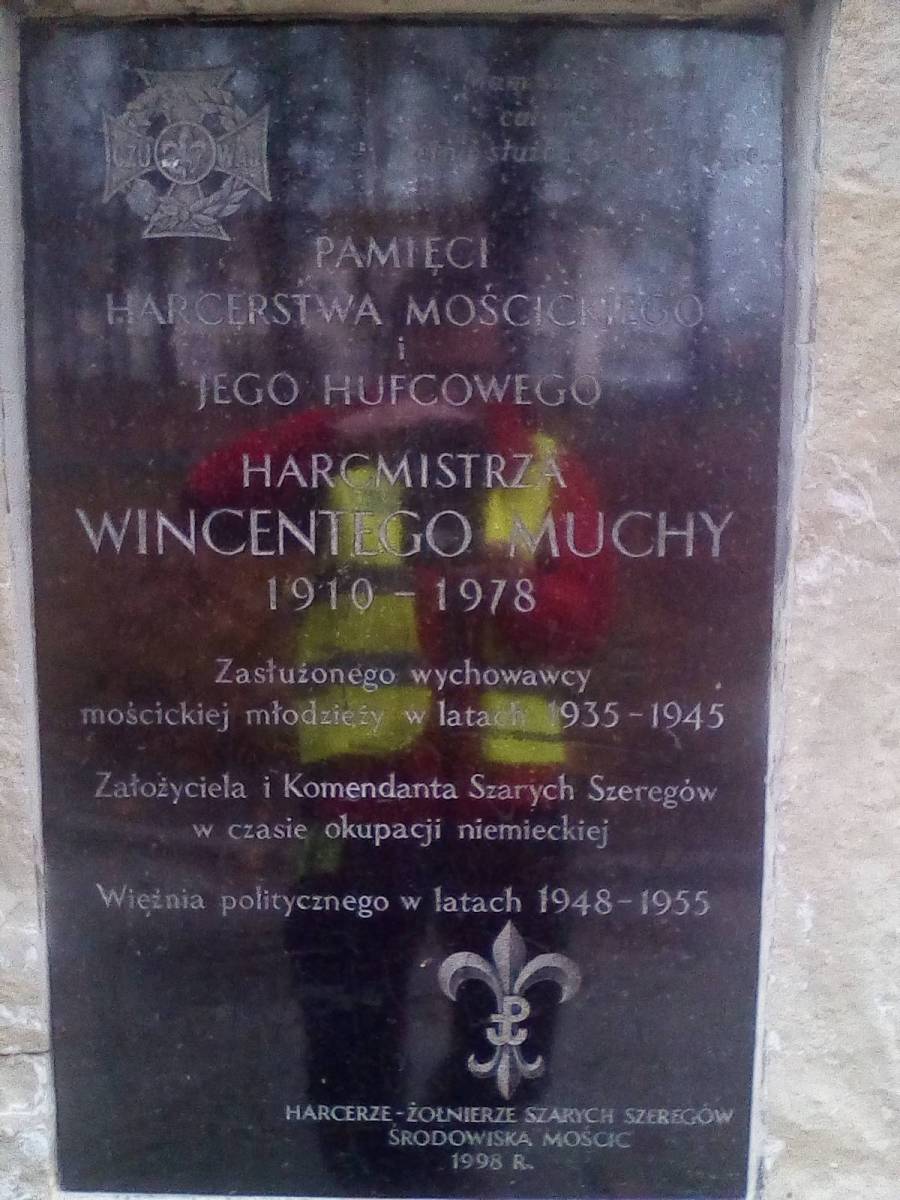 CZUWAJ
PAMIĘCI
HARCERSTWA MOŚCICKIEGO
i
JEGO HUFCOWEGO
HARCMISTRZA
WINCENTEGO MUCHY
1910 - 1978
Zasłużonego wychowawcy
mościckiej młodzieży w latach 1935-1945
Założyciela i Komendanta Szarych Szeregów
w czasie okupacji niemieckiej
Więźnia politycznego w latach 1948-1955
HARCERZE-ŻOŁNIERZE SZARYCH SZEREGÓW
ŚRODOWISKA MOŚCIC
1998 R.